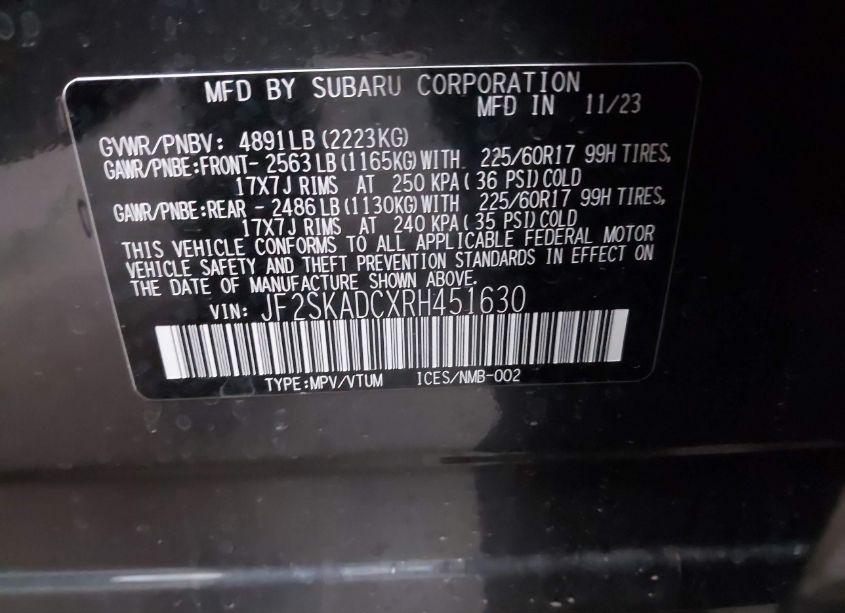 MFD BY SUBARU CORPORATION
MFD IN 11/23
GVWR/PNBV: 4891LB(2223KG)
GAWR/PNBE:FRONT- 2563LB(1165KG)WITH 225/60R17 99H TIRES,
17X7J RIMS AT 250 KPA( 36 PSI)COLD
GAWR/PNBE:REAR - 2486LB(1130KG)WITH 225/60R17 99H TIRES,
17X7J RIMS AT 240 KPA( 35 PSI)COLD
THIS VEHICLE CONFORMS TO ALL APPLICABLE FEDERAL MOTOR
VEHICLE SAFETY AND THEFT PREVENTION STANDARDS IN EFFECT ON
THE DATE OF MANUFACTURE SHOWN ABOVE.
VIN: JF2SKADCXRH451630
TYPE:MPV/VTUM ICES/NMB-002